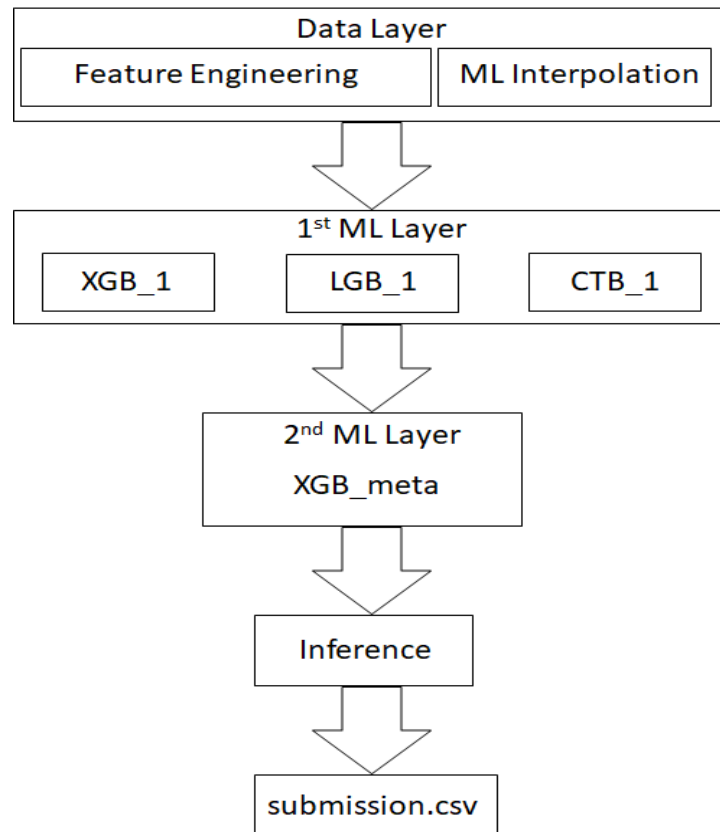 Data Layer
Feature Engineering
ML Interpolation
1st ML Layer
XGB_1
LGB_1
CTB_1
2nd ML Layer
XGB_meta
Inference
submission.csv